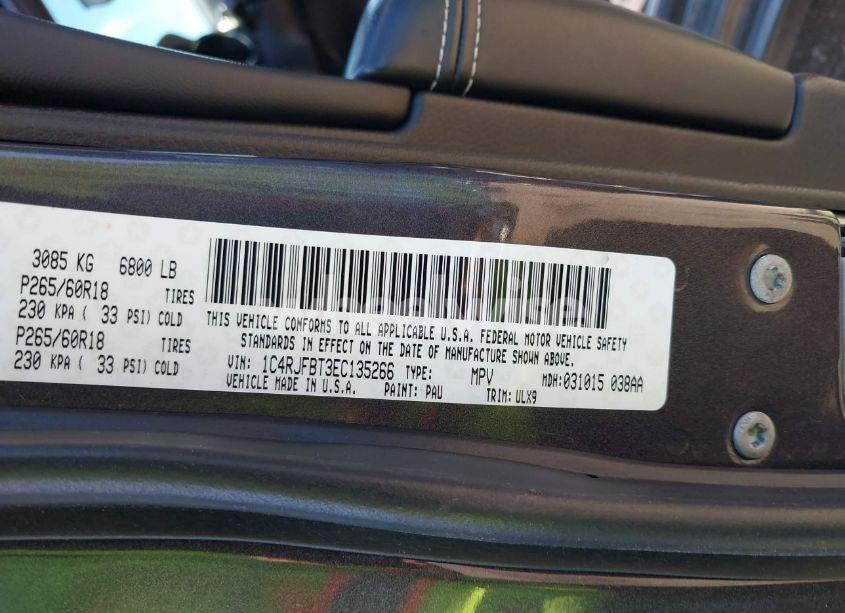 3085 KG 6800 LB
P265/60R18 TIRES
230 KPA ( 33 PSI) COLD
P265/60R18 TIRES
230 KPA ( 33 PSI) COLD
THIS VEHICLE CONFORMS TO ALL APPLICABLE U.S.A. FEDERAL MOTOR VEHICLE SAFETY
STANDARDS IN EFFECT ON THE DATE OF MANUFACTURE SHOWN ABOVE.
VIN: 1C4RJFBT3EC135266 TYPE: MPV MDH:031015 038AA
VEHICLE MADE IN U.S.A. PAINT: PAU TRIM: ULX9